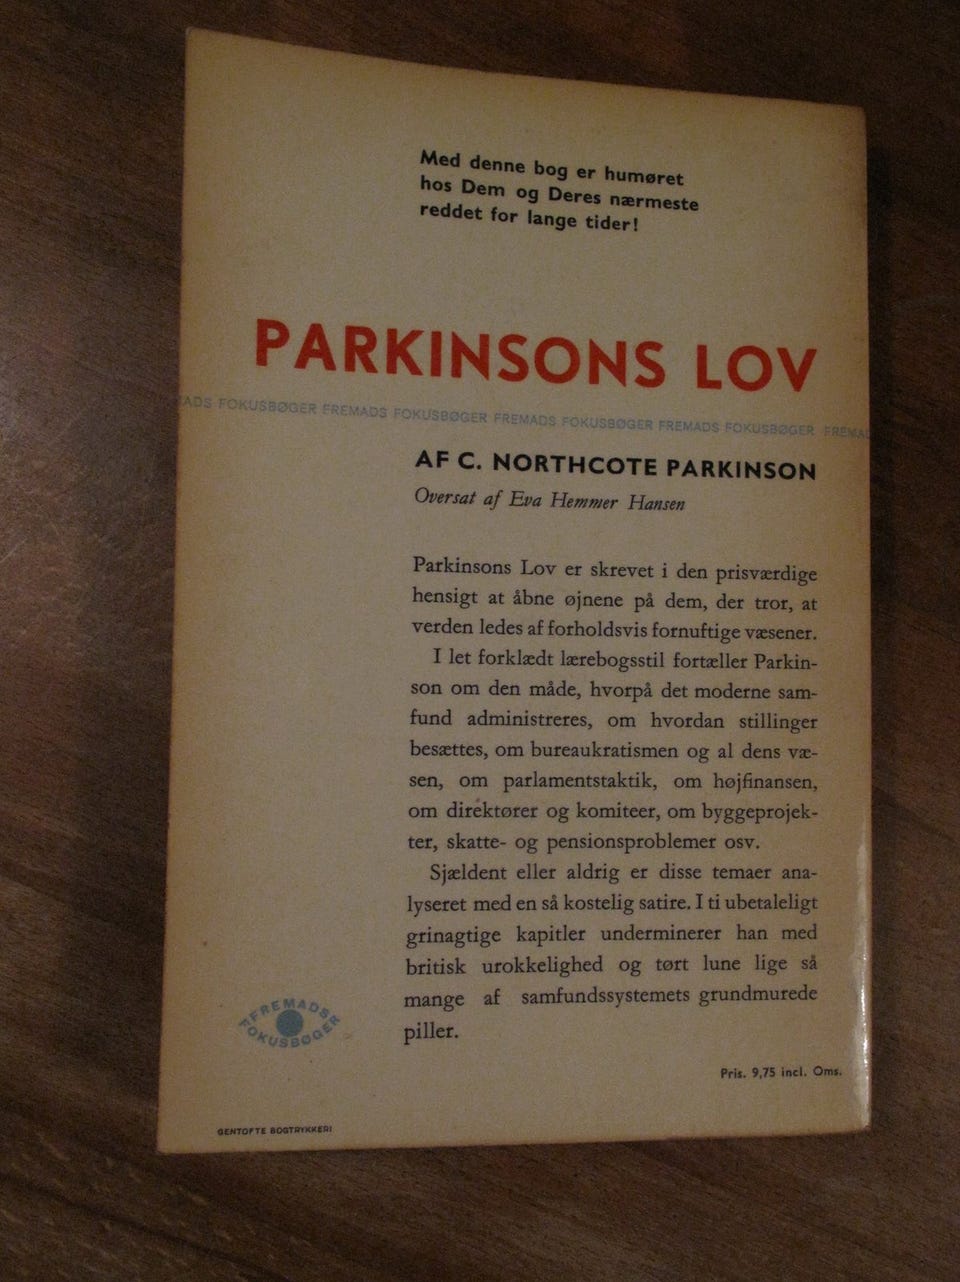 Med denne bog er humøret
hos Dem og Deres nærmeste
reddet for lange tider!
PARKINSONS LOV
ADS FOKUSBØGER FREMADS FOKUSBØGER FREMADS FOKUSBØGER FREMADS FOKUSBØGER FREMAD
AF C. NORTHCOTE PARKINSON
Oversat af Eva Hemmer Hansen
Parkinsons Lov er skrevet i den prisværdige
hensigt at åbne øjnene på dem, der tror, at
verden ledes af forholdsvis fornuftige væsener.
I let forklædt lærebogsstil fortæller Parkin-
son om den måde, hvorpå det moderne sam-
fund administreres, om hvordan stillinger
besættes, om bureaukratismen og al dens væ-
sen, om parlamentstaktik, om højfinansen,
om direktører og komiteer, om byggeprojek-
ter, skatte- og pensionsproblemer osv.
Sjældent eller aldrig er disse temaer ana-
lyseret med en så kostelig satire. I ti ubetaleligt
grinagtige kapitler underminerer han med
britisk urokkelighed og tørt lune lige så
mange af samfundssystemets grundmurede
piller.
FREMADS
FOKUSBØGER
Pris. 9,75 incl. Oms.
GENTOFTE BOGTRYKKERI